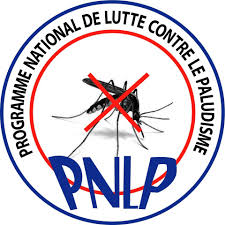 PROGRAMME NATIONAL DE LUTTE CONTRE LE PALUDISME
PNLP